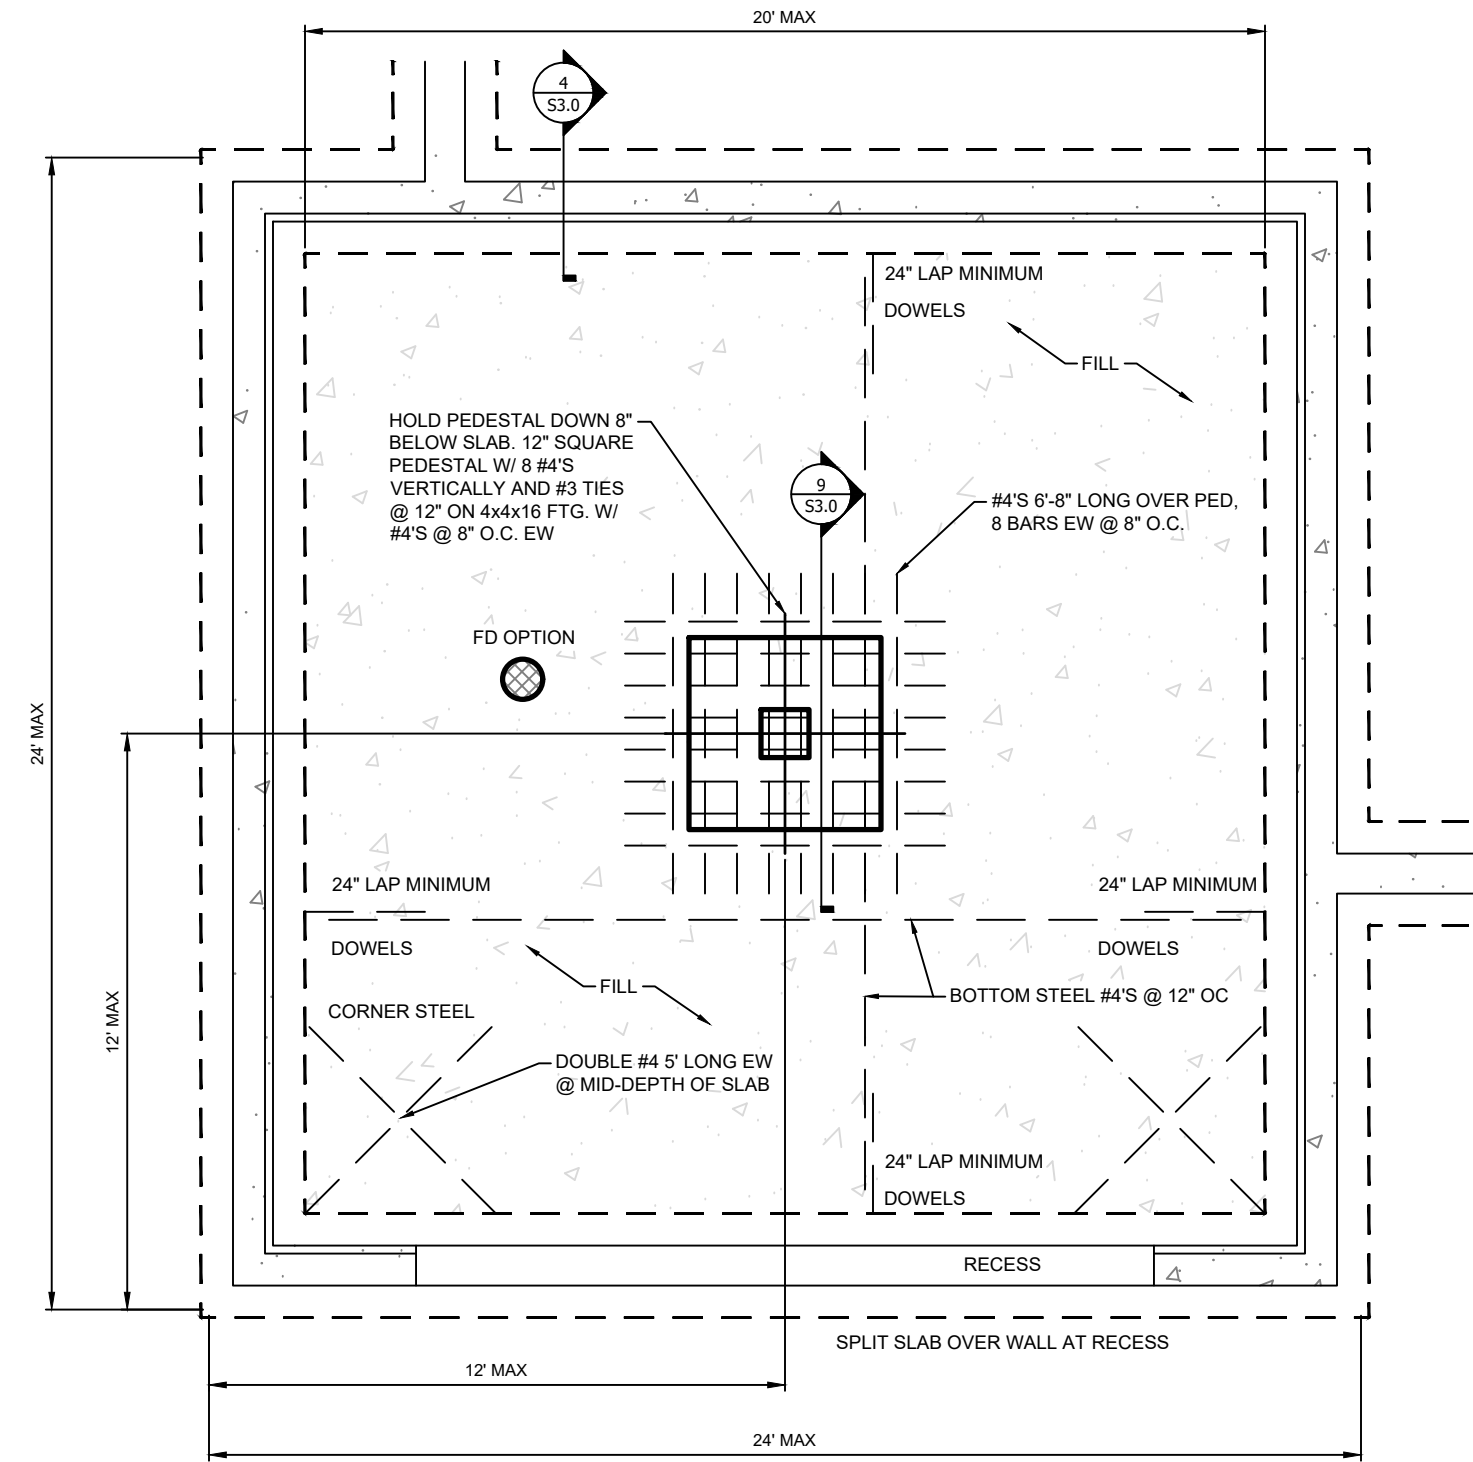 20' MAX
4
S3.0
24" LAP MINIMUM
DOWELS
FILL
HOLD PEDESTAL DOWN 8"
BELOW SLAB. 12" SQUARE
PEDESTAL W/ 8 #4'S
VERTICALLY AND #3 TIES
@ 12" ON 4x4x16 FTG. W/
#4'S @ 8" O.C. EW
9
S3.0
#4'S 6'-8" LONG OVER PED,
8 BARS EW @ 8" O.C.
FD OPTION
24' MAX
24" LAP MINIMUM
24" LAP MINIMUM
DOWELS
DOWELS
FILL
BOTTOM STEEL #4'S @ 12" OC
12' MAX
CORNER STEEL
DOUBLE #4 5' LONG EW
@ MID-DEPTH OF SLAB
24" LAP MINIMUM
DOWELS
RECESS
SPLIT SLAB OVER WALL AT RECESS
12' MAX
24' MAX